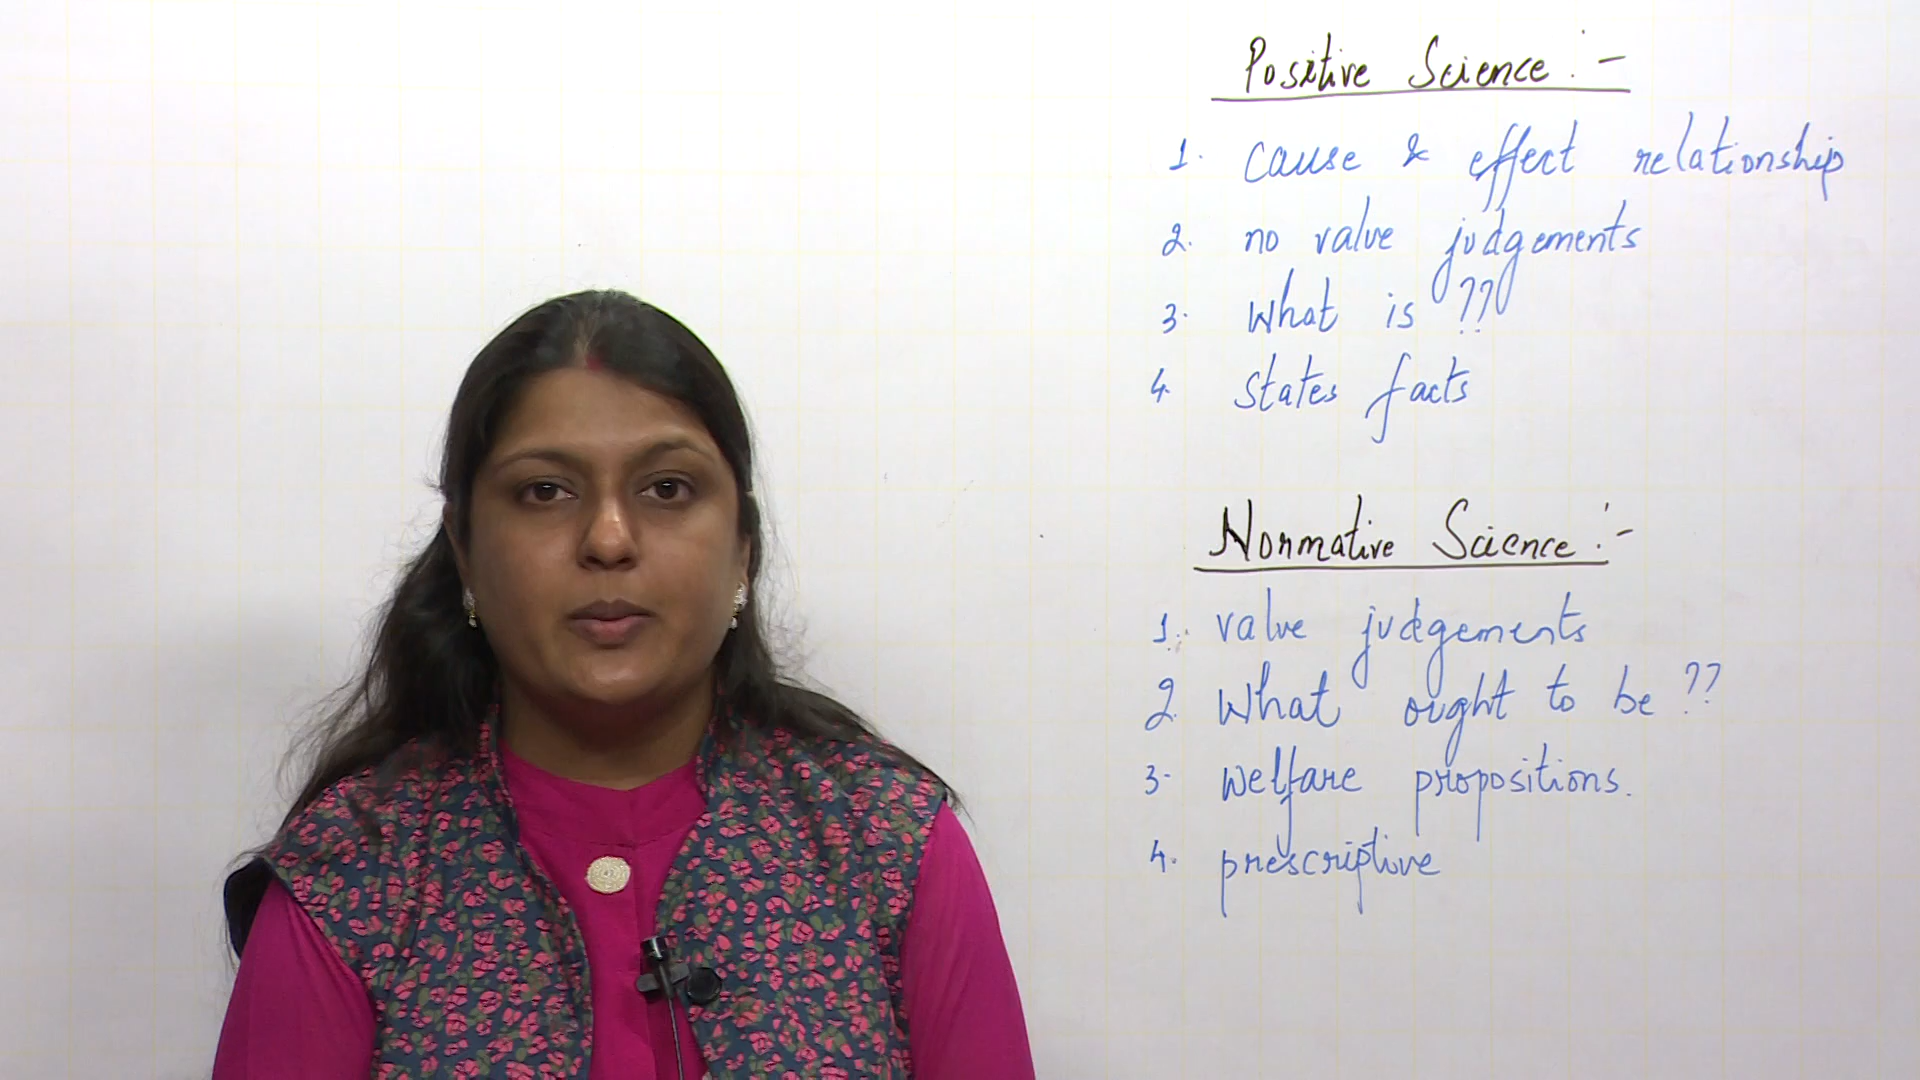 Positive Science :-
1. cause & effect relationship
2. no value judgements
3. What is ??
4. States facts
Normative Science :-
1. value judgements
2. What ought to be ??
3. welfare propositions.
4. prescriptive